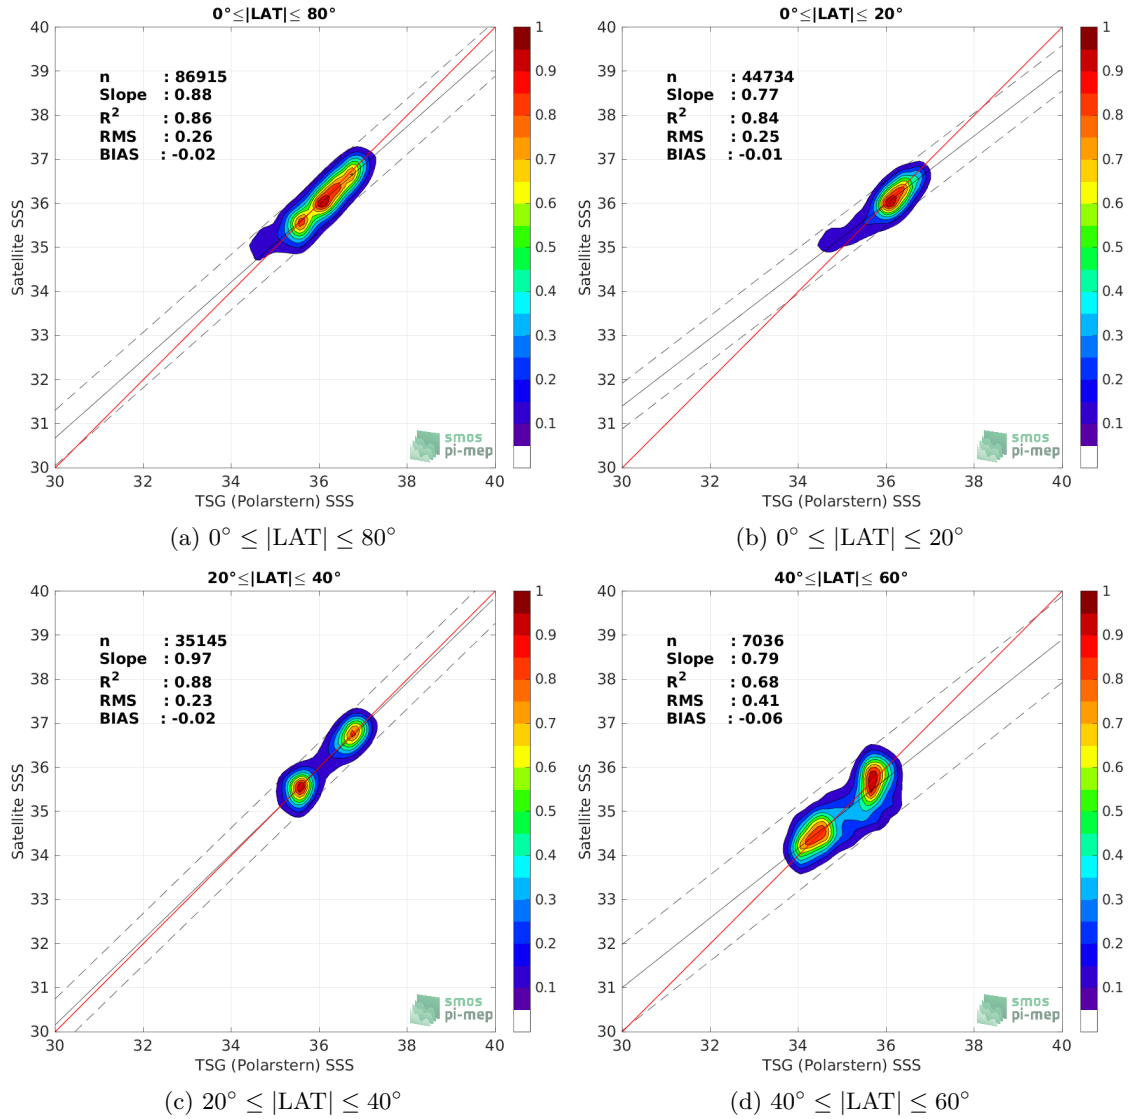 0°≤|LAT|≤ 80°
40
39
38
37
36
35
34
33
32
31
30
30 32 34 36 38 40
Satellite SSS
TSG (Polarstern) SSS
n : 86915
Slope : 0.88
R² : 0.86
RMS : 0.26
BIAS : -0.02
smos
pi-mep
1
0.9
0.8
0.7
0.6
0.5
0.4
0.3
0.2
0.1
(a) 0° ≤ |LAT| ≤ 80°
0°≤|LAT|≤ 20°
40
39
38
37
36
35
34
33
32
31
30
30 32 34 36 38 40
Satellite SSS
TSG (Polarstern) SSS
n : 44734
Slope : 0.77
R² : 0.84
RMS : 0.25
BIAS : -0.01
smos
pi-mep
1
0.9
0.8
0.7
0.6
0.5
0.4
0.3
0.2
0.1
(b) 0° ≤ |LAT| ≤ 20°
20°≤|LAT|≤ 40°
40
39
38
37
36
35
34
33
32
31
30
30 32 34 36 38 40
Satellite SSS
TSG (Polarstern) SSS
n : 35145
Slope : 0.97
R² : 0.88
RMS : 0.23
BIAS : -0.02
smos
pi-mep
1
0.9
0.8
0.7
0.6
0.5
0.4
0.3
0.2
0.1
(c) 20° ≤ |LAT| ≤ 40°
40°≤|LAT|≤ 60°
40
39
38
37
36
35
34
33
32
31
30
30 32 34 36 38 40
Satellite SSS
TSG (Polarstern) SSS
n : 7036
Slope : 0.79
R² : 0.68
RMS : 0.41
BIAS : -0.06
smos
pi-mep
1
0.9
0.8
0.7
0.6
0.5
0.4
0.3
0.2
0.1
(d) 40° ≤ |LAT| ≤ 60°